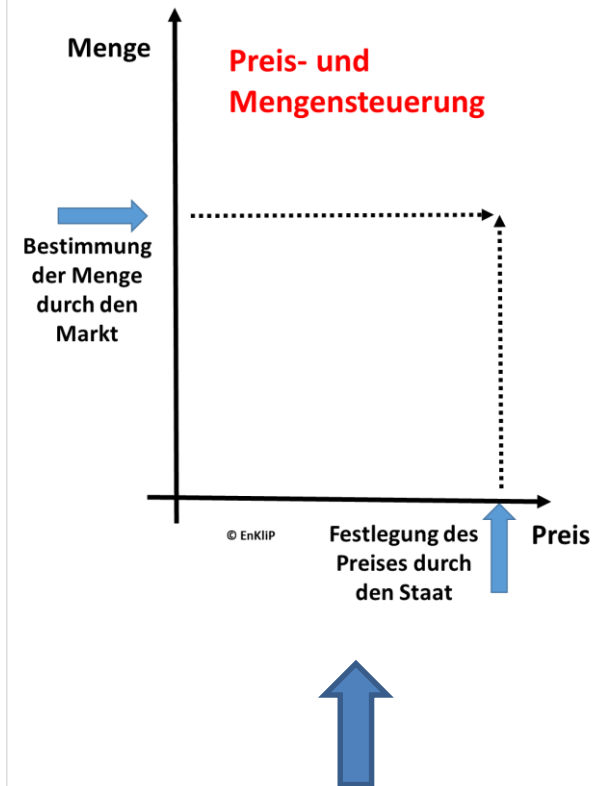 Menge
Preis- und
Mengensteuerung
Bestimmung
der Menge
durch den
Markt
© EnKliP
Festlegung des
Preises durch
den Staat
Preis